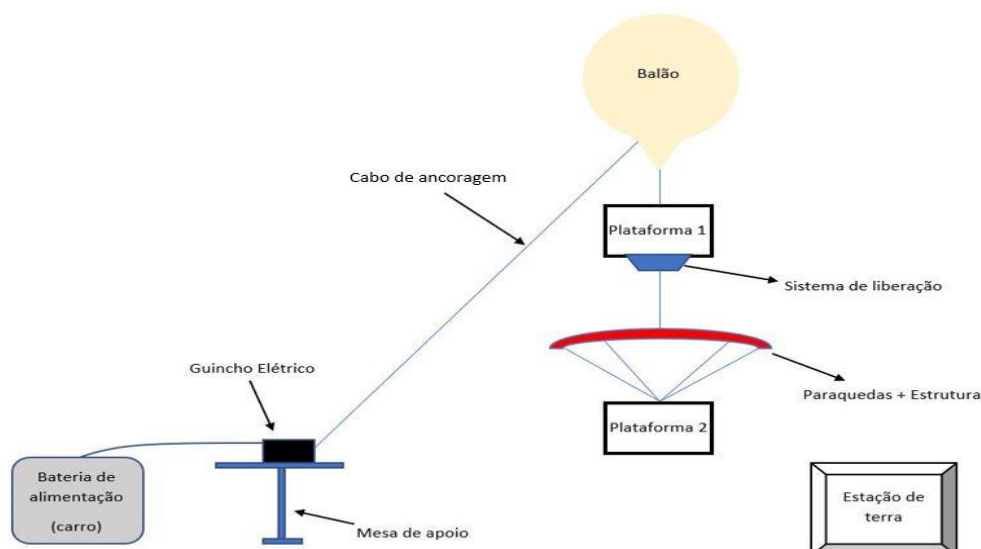 Balão
Cabo de ancoragem
Plataforma 1
Sistema de liberação
Guincho Elétrico
Paraquedas + Estrutura
Plataforma 2
Bateria de
alimentação
(carro)
Estação de
terra
Mesa de apoio